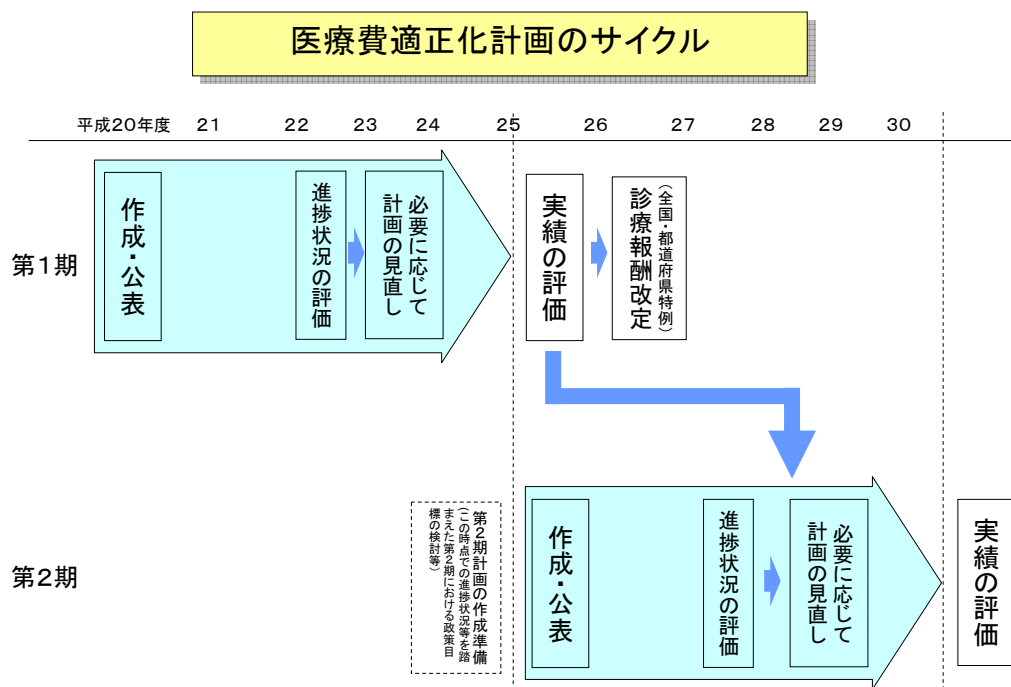 医療費適正化計画のサイクル
平成20年度 21 22 23 24 25 26 27 28 29 30
第1期
作成・公表
進捗状況の評価
必要に応じて
計画の見直し
実績の評価
(全国・都道府県特例)
診療報酬改定
第2期
第2期計画の作成準備
(この時点での進捗状況等を踏
まえた第2期における政策目
標の検討等)
作成・公表
進捗状況の評価
必要に応じて
計画の見直し
実績の評価